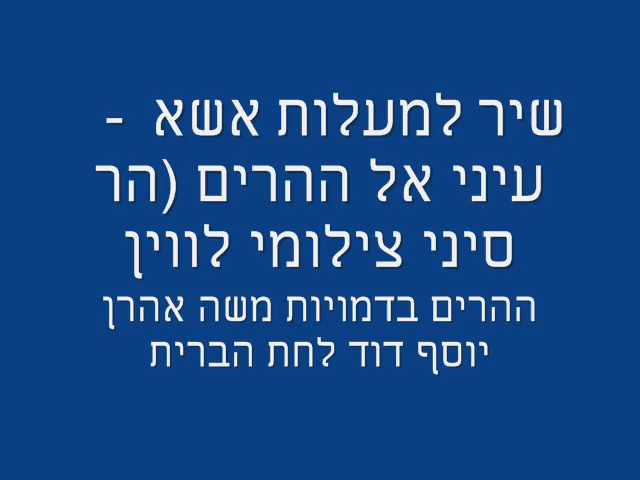 שיר למעלות אשא -
עיני אל ההרים (הר
סיני צילומי לווין
ההרים בדמויות משה אהרן
יוסף דוד לחת הברית